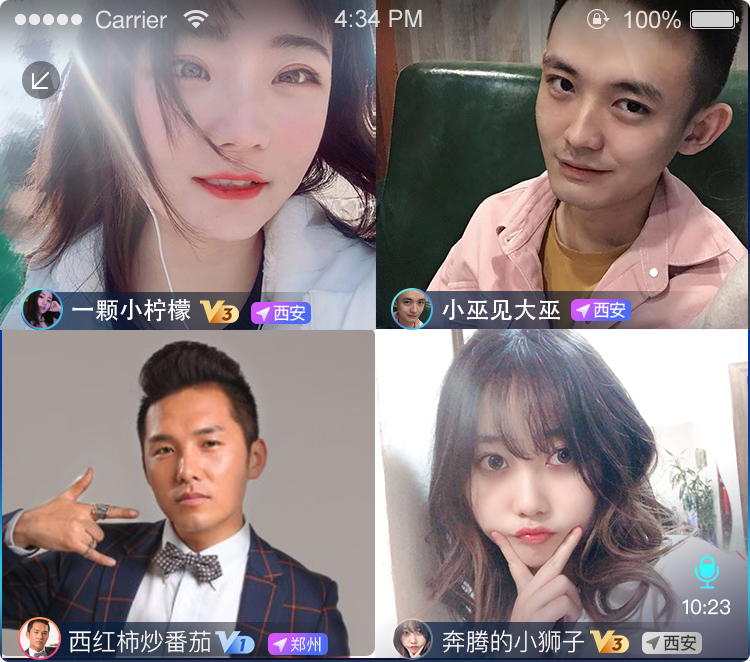 Carrier 4:34 PM 100%
一颗小柠檬 V3 西安
小巫见大巫 西安
10:23
西红柿炒番茄 V1 郑州
奔腾的小狮子 V3 西安